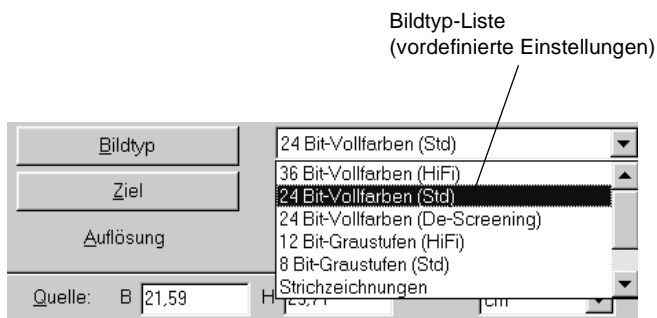 Bildtyp-Liste
(vordefinierte Einstellungen)
Bildtyp
24 Bit-Vollfarben (Std)
36 Bit-Vollfarben (HiFi)
Ziel
24 Bit-Vollfarben (Std)
24 Bit-Vollfarben (De-Screening)
Auflösung
12 Bit-Graustufen (HiFi)
8 Bit-Graustufen (Std)
Strichzeichnungen
Quelle: B 21,59 H cm